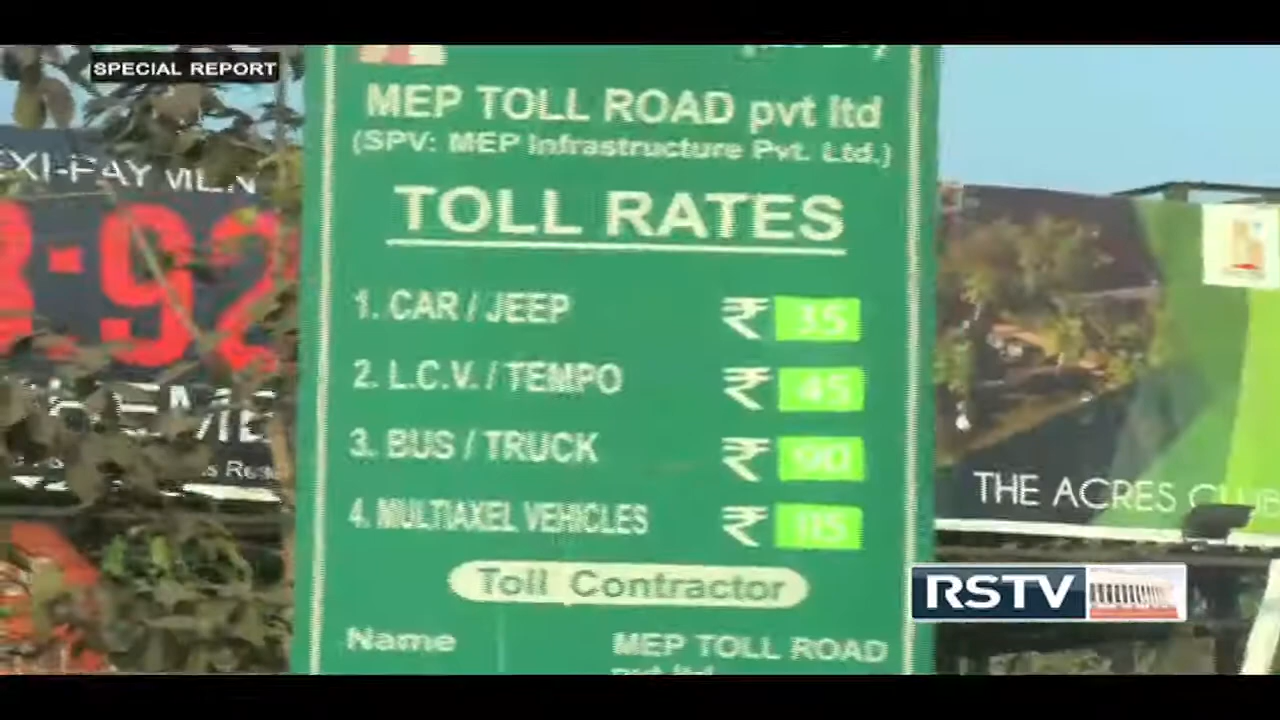 SPECIAL REPORT
MEP TOLL ROAD pvt ltd
(SPV: MEP Infrastructure Pvt. Ltd.)
TOLL RATES
1. CAR / JEEP ₹ 35
2. L.C.V. / TEMPO ₹ 45
3. BUS / TRUCK ₹ 90
4. MULTIAXEL VEHICLES ₹ 115
Toll Contractor
Name MEP TOLL ROAD
pvt ltd
THE ACRES CLUB
RSTV